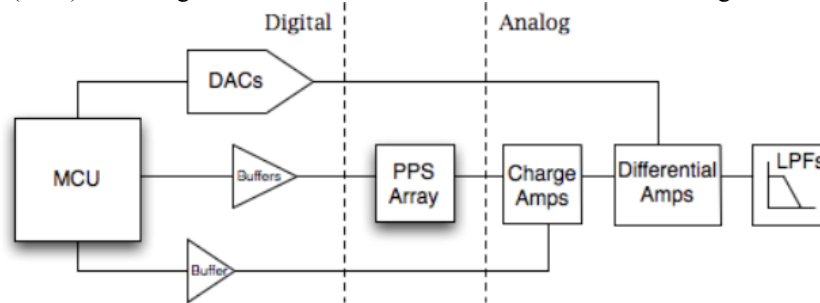 Digital
Analog
DACs
MCU
Buffers
PPS
Array
Charge
Amps
Differential
Amps
LPFs
Buffer